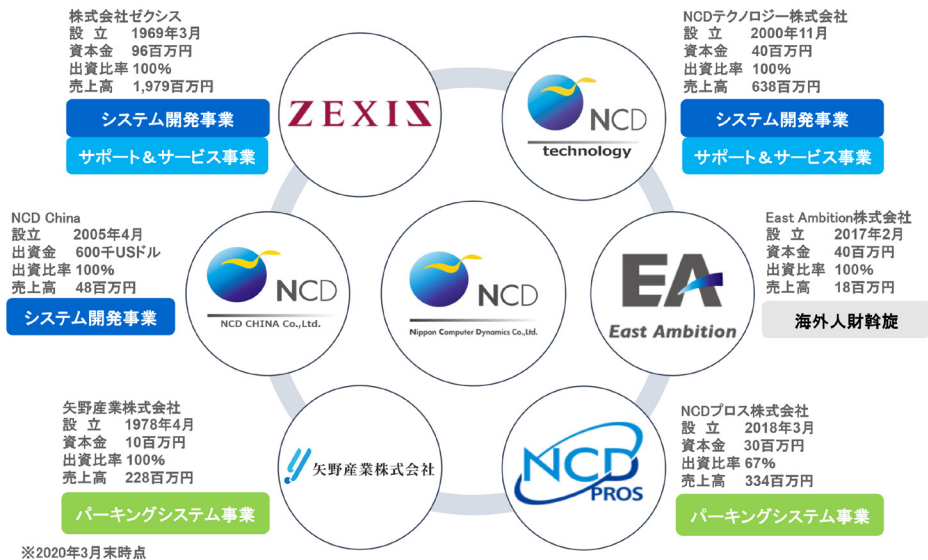 株式会社ゼクシス
設 立 1969年3月
資本金 96百万円
出資比率 100%
売上高 1,979百万円
システム開発事業
サポート＆サービス事業
ZEXIS
NCD
technology
NCDテクノロジー株式会社
設 立 2000年11月
資本金 40百万円
出資比率 100%
売上高 638百万円
システム開発事業
サポート＆サービス事業
NCD China
設立 2005年4月
出資金 600千USドル
出資比率 100%
売上高 48百万円
システム開発事業
NCD
NCD CHINA Co.,Ltd.
NCD
Nippon Computer Dynamics Co.,Ltd.
EA
East Ambition
East Ambition株式会社
設 立 2017年2月
資本金 40百万円
出資比率 100%
売上高 18百万円
海外人財斡旋
矢野産業株式会社
設 立 1978年4月
資本金 10百万円
出資比率 100%
売上高 228百万円
パーキングシステム事業
矢野産業株式会社
NCD
PROS
NCDプロス株式会社
設 立 2018年3月
資本金 30百万円
出資比率 67%
売上高 334百万円
パーキングシステム事業
※2020年3月末時点